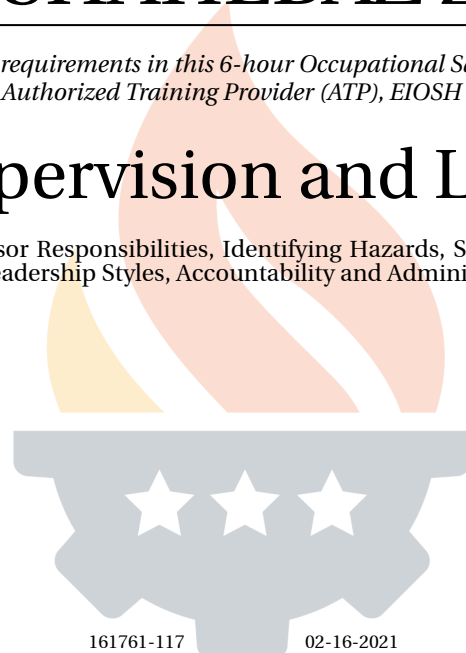 requirements in this 6-hour Occupational Sa
Authorized Training Provider (ATP), EIOSH
pervision and L
sor Responsibilities, Identifying Hazards, S
eadership Styles, Accountability and Admini
161761-117 02-16-2021